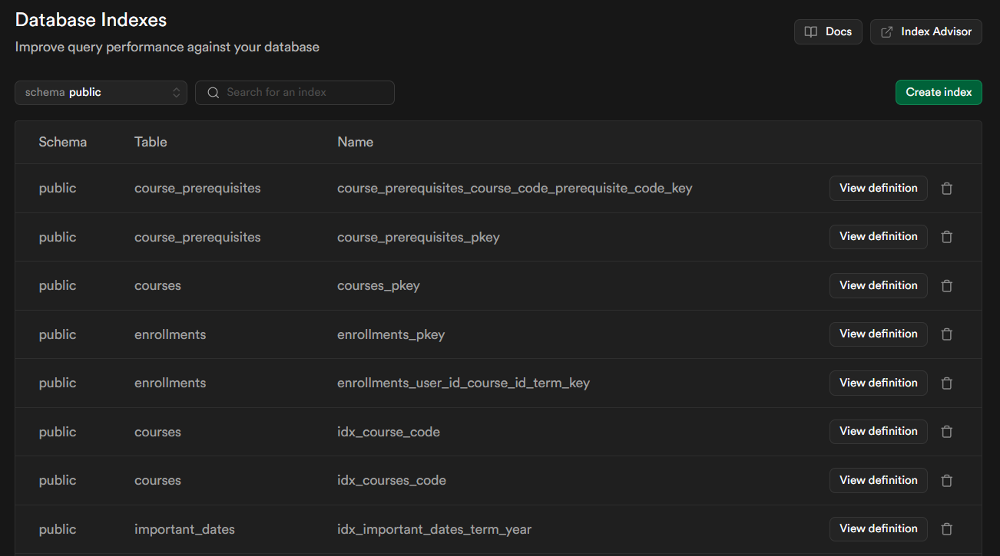 Database Indexes
Improve query performance against your database
Docs
Index Advisor
schema public
Search for an index
Create index
Schema Table Name
public course_prerequisites course_prerequisites_course_code_prerequisite_code_key View definition
public course_prerequisites course_prerequisites_pkey View definition
public courses courses_pkey View definition
public enrollments enrollments_pkey View definition
public enrollments enrollments_user_id_course_id_term_key View definition
public courses idx_course_code View definition
public courses idx_courses_code View definition
public important_dates idx_important_dates_term_year View definition